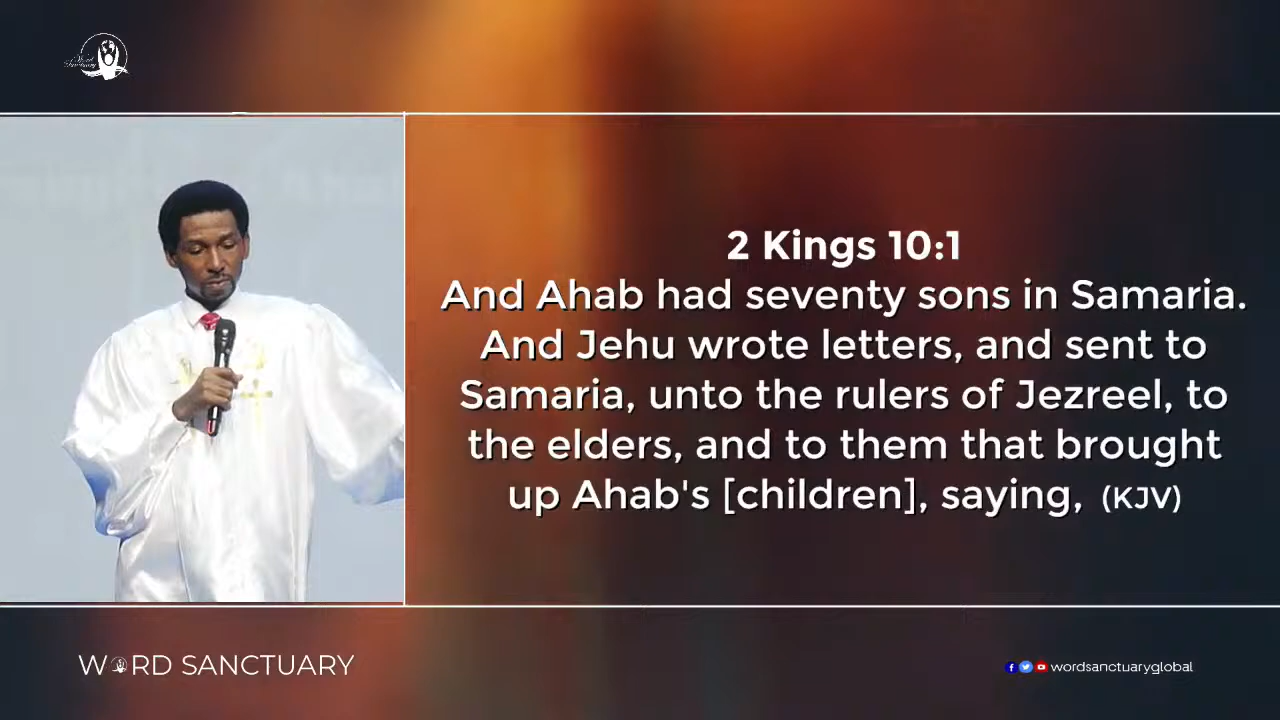 Word
Sanctuary
2 Kings 10:1
And Ahab had seventy sons in Samaria.
And Jehu wrote letters, and sent to
Samaria, unto the rulers of Jezreel, to
the elders, and to them that brought
up Ahab's [children], saying, (KJV)
WORD SANCTUARY
wordsanctuaryglobal